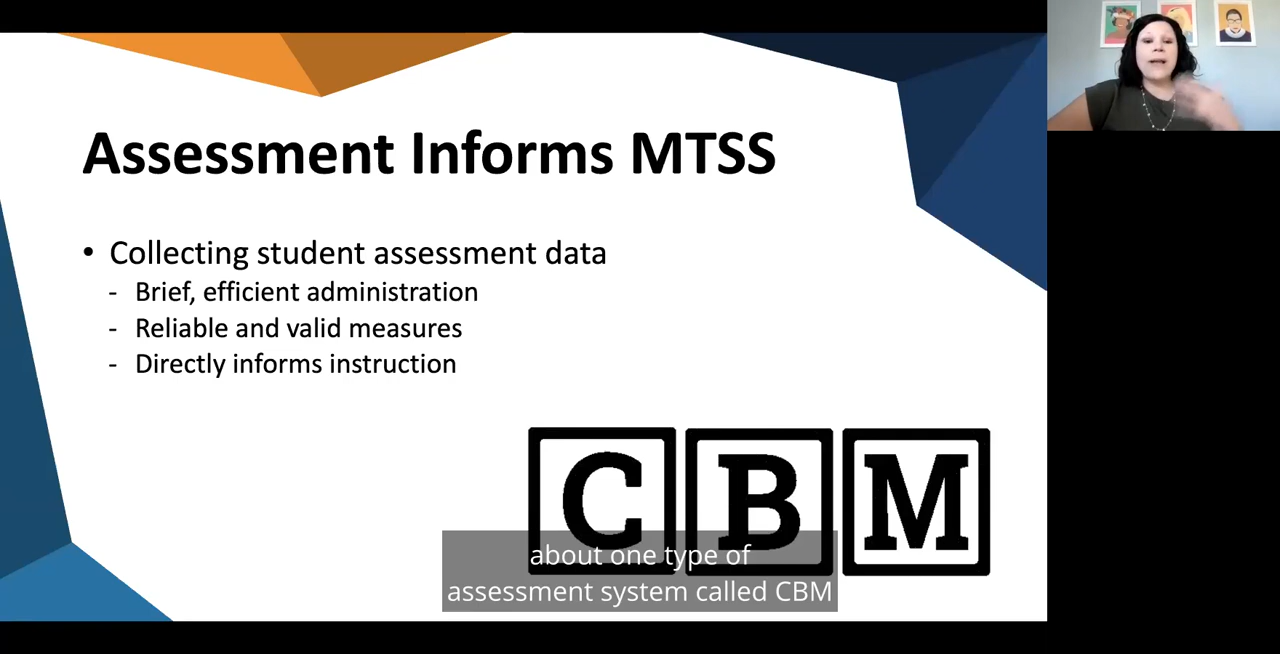 Assessment Informs MTSS
• Collecting student assessment data
- Brief, efficient administration
- Reliable and valid measures
- Directly informs instruction
CBM
about one type of
assessment system called CBM